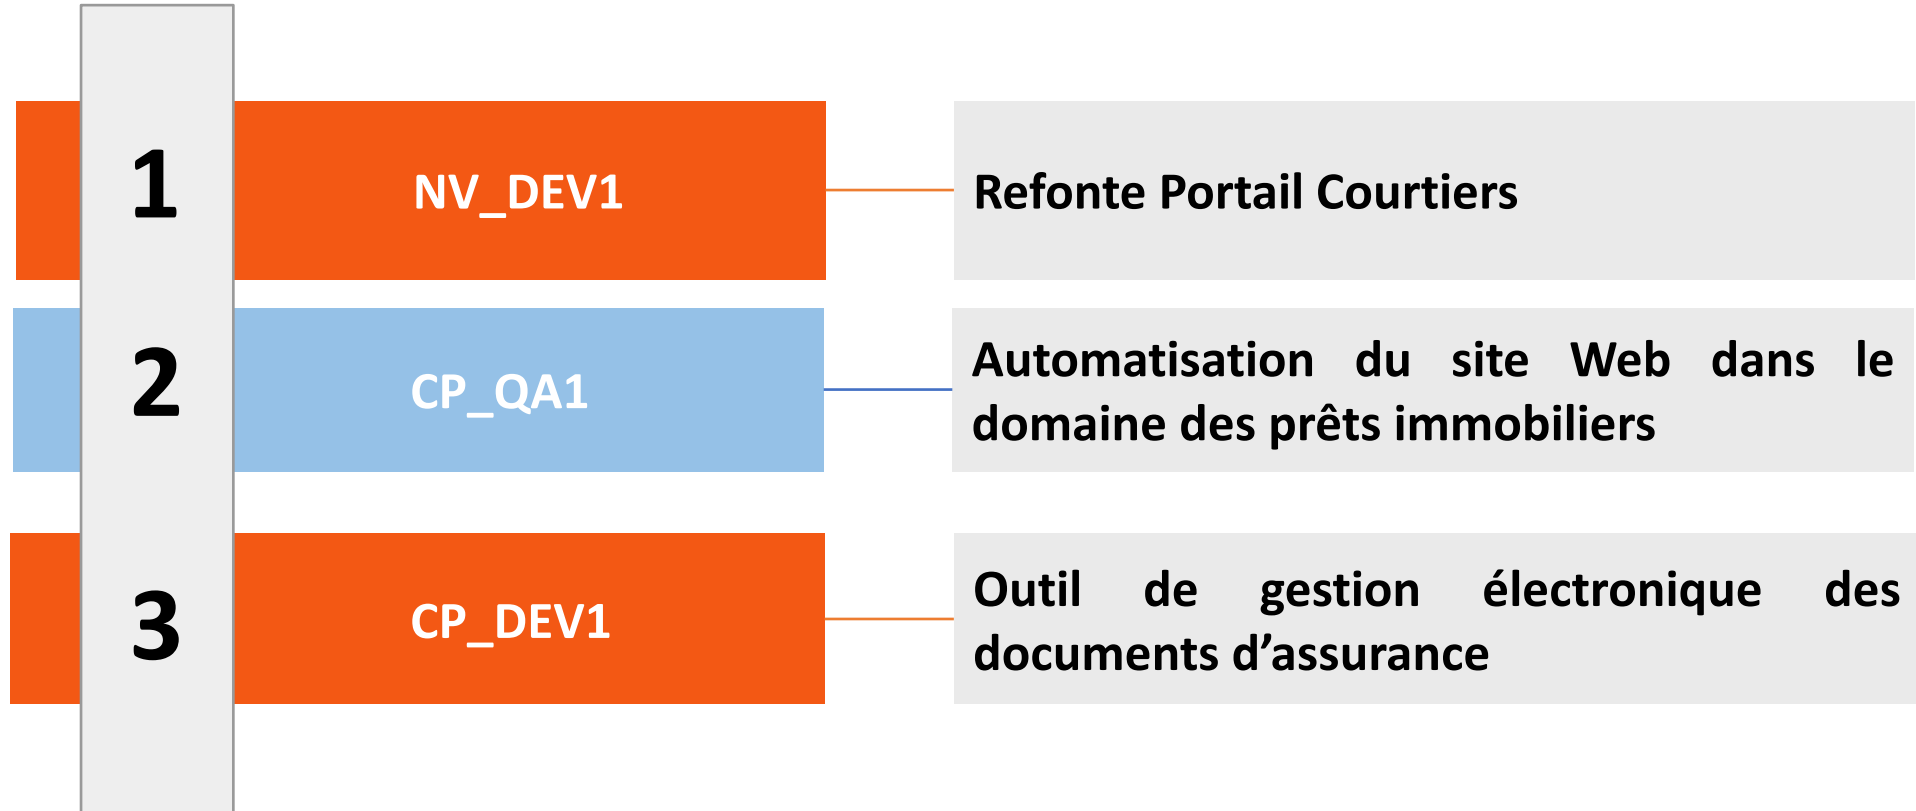 1
NV_DEV1
Refonte Portail Courtiers
2
CP_QA1
Automatisation du site Web dans le
domaine des prêts immobiliers
3
CP_DEV1
Outil de gestion électronique des
documents d’assurance